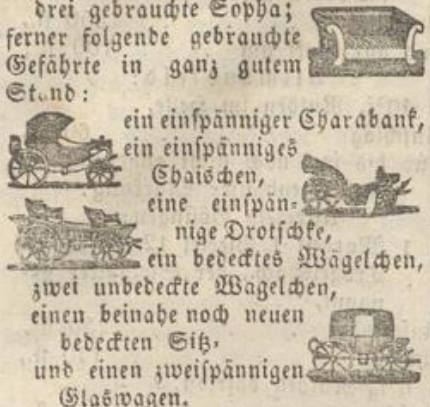 drei gebrauchte Sopha;
ferner folgende gebrauchte
Gefährte in ganz gutem
Stand:
ein einspänniger Charabank,
ein einspänniges
Chaischen,
eine einspän-
nige Drotschke,
ein bedecktes Wägelchen,
zwei unbedeckte Wägelchen,
einen beinahe noch neuen
bedeckten Sitz-
und einen zweispännigen
Glaswagen.